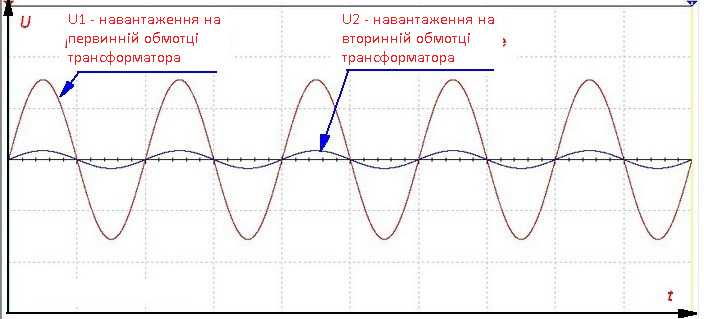 U
U1 - навантаження на
первинній обмотці
трансформатора
U2 - навантаження на
вторинній обмотці
трансформатора
е
t